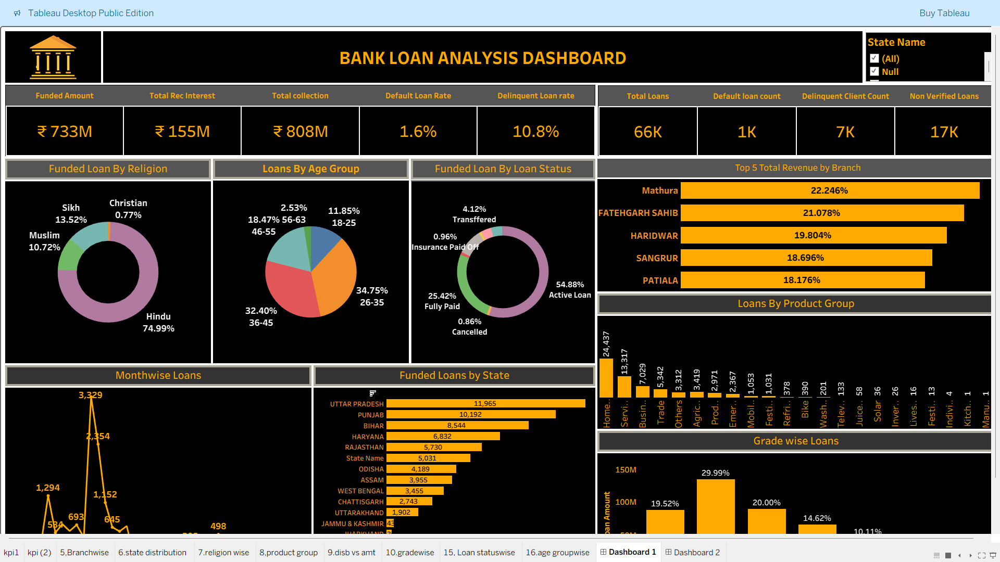 Tableau Desktop Public Edition
Buy Tableau
BANK LOAN ANALYSIS DASHBOARD
State Name
(All)
Null
Funded Amount
Total Rec Interest
Total collection
Default Loan Rate
Delinquent Loan rate
Total Loans
Default loan count
Delinquent Client Count
Non Verified Loans
₹ 733M
₹ 155M
₹ 808M
1.6%
10.8%
66K
1K
7K
17K
Funded Loan By Religion
Sikh
13.52%
Christian
0.77%
Muslim
10.72%
Hindu
74.99%
Loans By Age Group
2.53%
56-63
11.85%
18-25
18.47%
46-55
34.75%
26-35
32.40%
36-45
Funded Loan By Loan Status
4.12%
Transffered
0.96%
Insurance Paid Off
54.88%
Active Loan
25.42%
Fully Paid
0.86%
Cancelled
Top 5 Total Revenue by Branch
Mathura 22.246%
FATEHGARH SAHIB 21.078%
HARIDWAR 19.804%
SANGRUR 18.696%
PATIALA 18.176%
Loans By Product Group
24,437
13,317
7,029
5,342
3,312
3,419
2,971
2,367
1,053
1,031
378
390
201
133
58
36
26
16
13
4
1
1
Home..
Servi..
Busin..
Trade
Others
Agric..
Prod..
Emer..
Mobil..
Festi..
Refri..
Bike
Wash..
Telev..
Juice..
Solar
Inver..
Lives..
Festi..
Indivi..
Kitch..
Manu..
Monthwise Loans
3,329
2,354
1,294
1,152
693
645
534
498
Funded Loans by State
UTTAR PRADESH 11,965
PUNJAB 10,192
BIHAR 8,544
HARYANA 6,832
RAJASTHAN 5,730
State Name 5,031
ODISHA 4,189
ASSAM 3,955
WEST BENGAL 3,455
CHATTISGARH 2,743
UTTARAKHAND 1,902
JAMMU & KASHMIR 43
JHARKHAND
Grade wise Loans
150M
100M
29.99%
19.52%
20.00%
14.62%
10.11%
Amount
kpi1
kpi (2)
5,Branchwise
6.state distribution
7.religion wise
8,product group
9.disb vs amt
10.gradewise
15, Loan statuswise
16.age groupwise
Dashboard 1
Dashboard 2